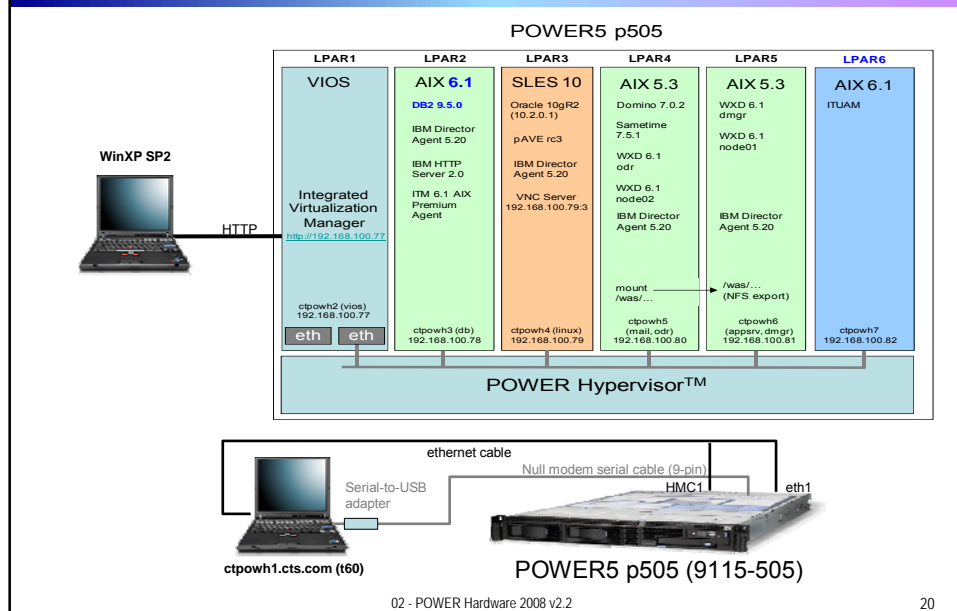 POWER5 p505
LPAR1
VIOS
Integrated
Virtualization
Manager
http://192.168.100.77
ctpowh2 (vios)
192.168.100.77
eth
eth
LPAR2
AIX 6.1
DB2 9.5.0
IBM Director
Agent 5.20
IBM HTTP
Server 2.0
ITM 6.1 AIX
Premium
Agent
ctpowh3 (db)
192.168.100.78
LPAR3
SLES 10
Oracle 10gR2
(10.2.0.1)
pAVE rc3
IBM Director
Agent 5.20
VNC Server
192.168.100.79:3
ctpowh4 (linux)
192.168.100.79
LPAR4
AIX 5.3
Domino 7.0.2
Sametime
7.5.1
WXD 6.1
odr
WXD 6.1
node02
IBM Director
Agent 5.20
mount
/was/...
ctpowh5
(mail, odr)
192.168.100.80
LPAR5
AIX 5.3
WXD 6.1
dmgr
WXD 6.1
node01
IBM Director
Agent 5.20
/was/...
(NFS export)
ctpowh6
(appsrv, dmgr)
192.168.100.81
LPAR6
AIX 6.1
ITUAM
ctpowh7
192.168.100.82
WinXP SP2
HTTP
POWER Hypervisor™
ethernet cable
Null modem serial cable (9-pin)
Serial-to-USB
adapter
HMC1
eth1
ctpowh1.cts.com (t60)
POWER5 p505 (9115-505)
02 - POWER Hardware 2008 v2.2
20